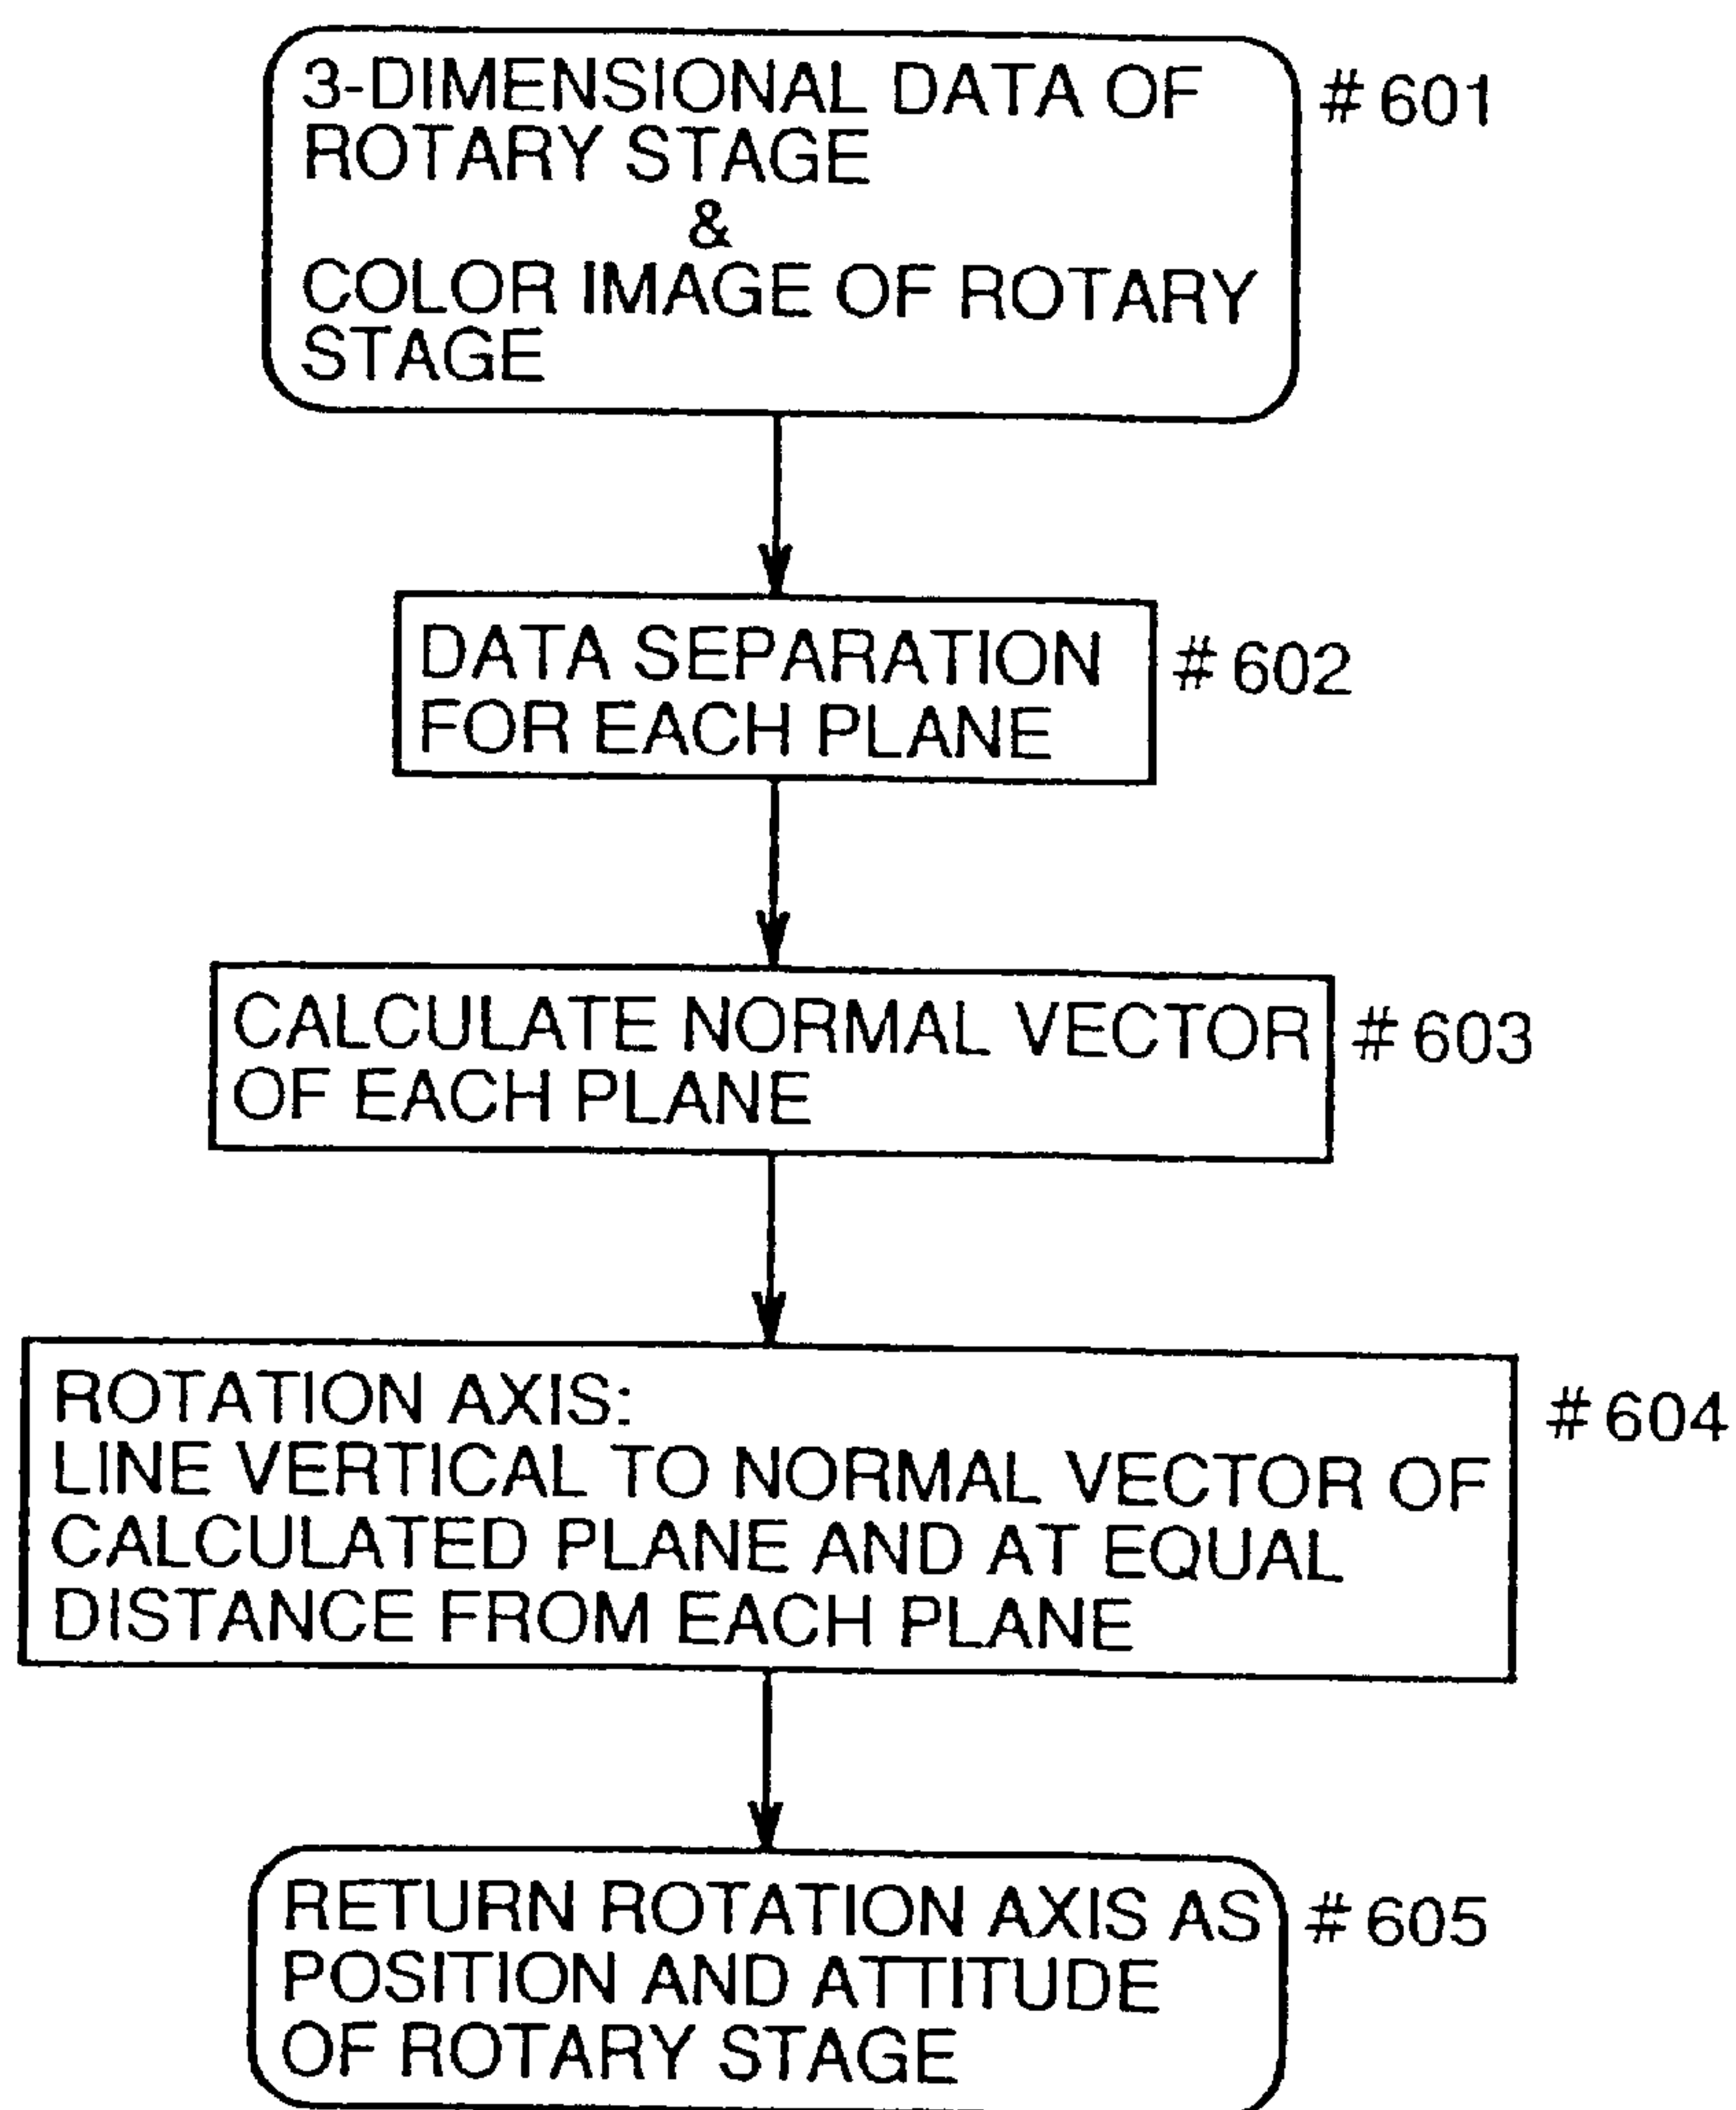 3-DIMENSIONAL DATA OF
ROTARY STAGE
&
COLOR IMAGE OF ROTARY
STAGE
#601
DATA SEPARATION
FOR EACH PLANE
#602
CALCULATE NORMAL VECTOR
OF EACH PLANE
#603
ROTATION AXIS:
LINE VERTICAL TO NORMAL VECTOR OF
CALCULATED PLANE AND AT EQUAL
DISTANCE FROM EACH PLANE
#604
RETURN ROTATION AXIS AS
POSITION AND ATTITUDE
OF ROTARY STAGE
#605